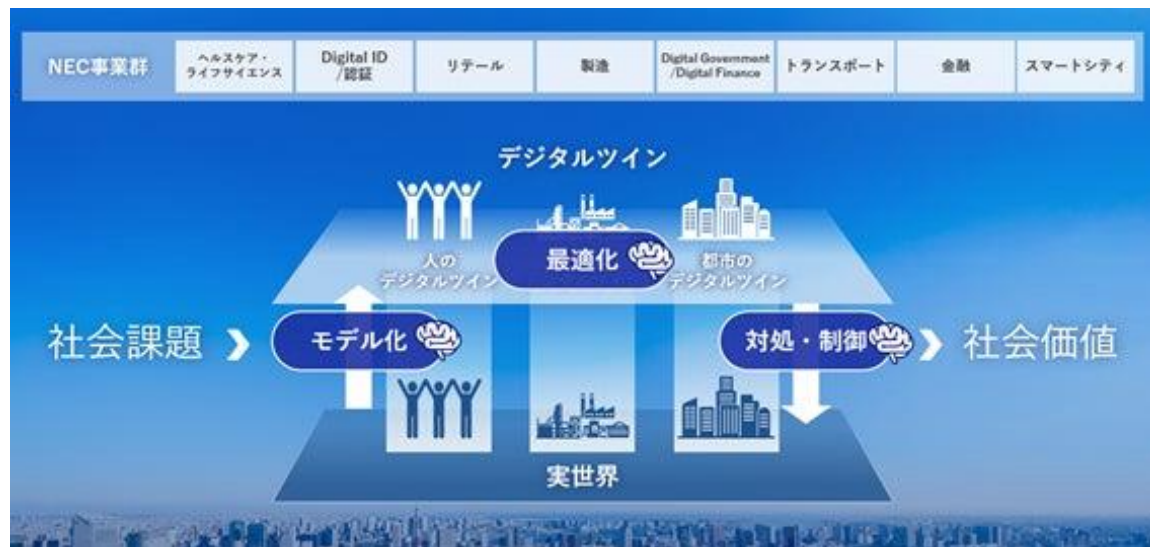 NEC事業群
ヘルスケア・
ライフサイエンス
Digital ID
/認証
リテール
製造
Digital Government
/Digital Finance
トランスポート
金融
スマートシティ
デジタルツイン
人の
デジタルツイン
最適化
都市の
デジタルツイン
社会課題
モデル化
対処・制御
社会価値
実世界